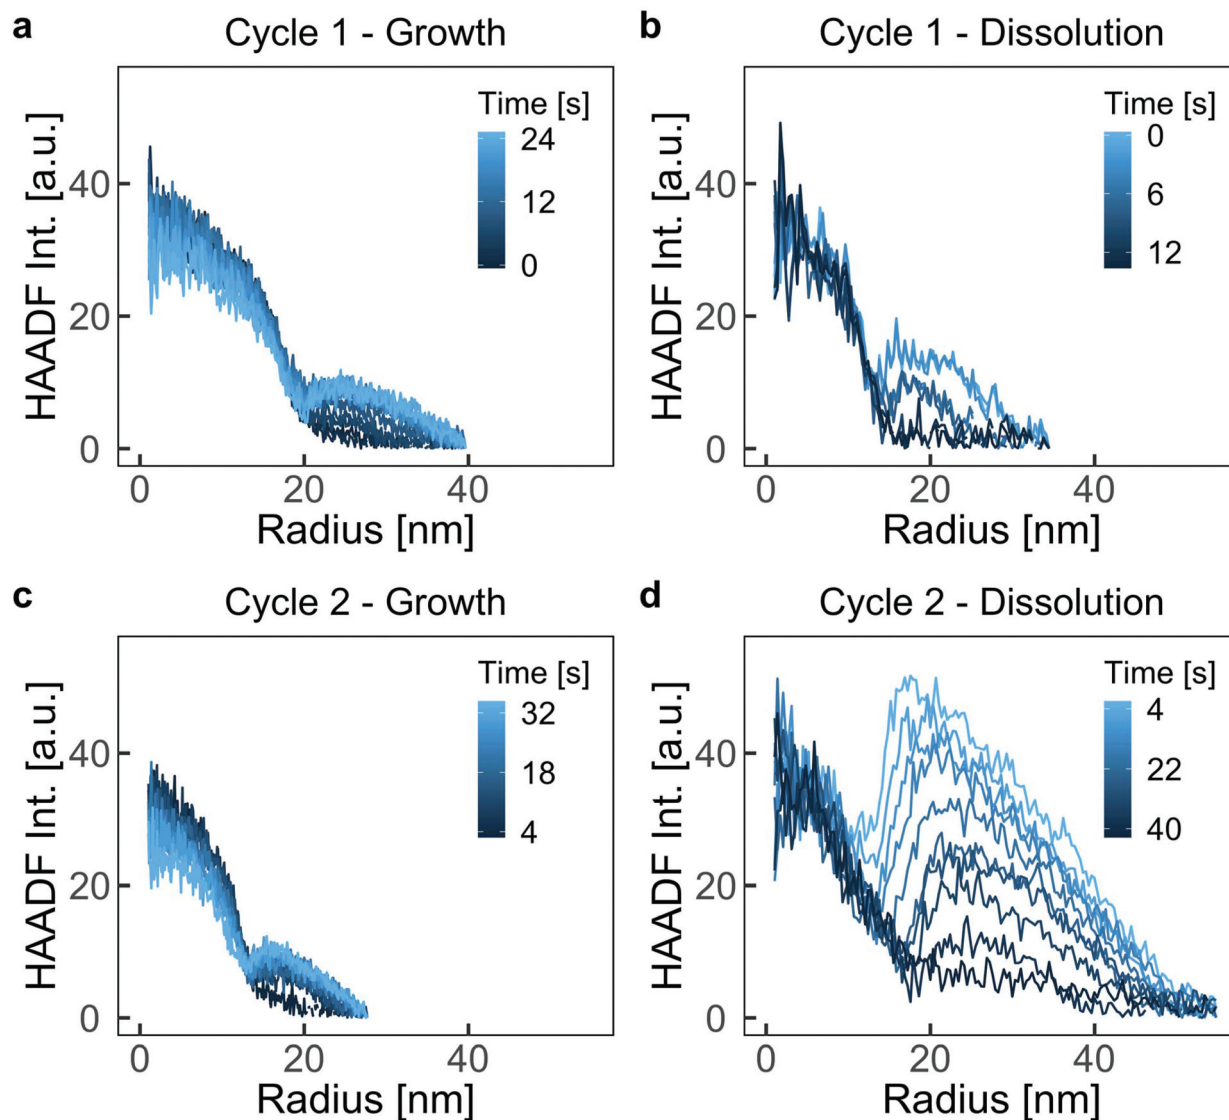 a
Cycle 1 - Growth
HAADF Int. [a.u.]
40
20
0
Time [s]
24
12
0
0
20
40
Radius [nm]
b
Cycle 1 - Dissolution
HAADF Int. [a.u.]
40
20
0
Time [s]
0
6
12
0
20
40
Radius [nm]
c
Cycle 2 - Growth
HAADF Int. [a.u.]
40
20
0
Time [s]
32
18
4
0
20
40
Radius [nm]
d
Cycle 2 - Dissolution
HAADF Int. [a.u.]
40
20
0
Time [s]
4
22
40
0
20
40
Radius [nm]